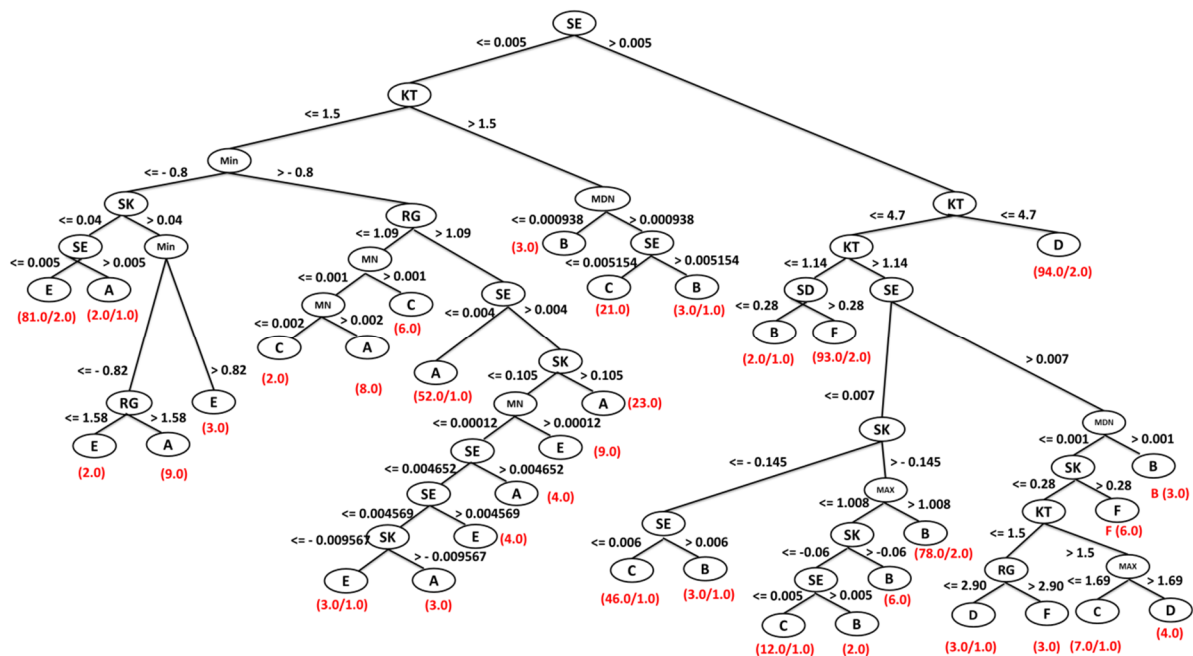 SE
<= 0.005 > 0.005
KT
<= 1.5 > 1.5
Min
<= - 0.8 > - 0.8
SK RG MDN KT
<= 0.04 > 0.04 <= 1.09 > 1.09 <= 0.000938 > 0.000938 <= 4.7 <= 4.7
SE Min MN B SE KT D
(3.0) (94.0/2.0)
<= 0.005 > 0.005 <= 0.001 > 0.001 <= 0.005154 > 0.005154 <= 1.14 > 1.14
E A MN C SE C B SD SE
(81.0/2.0) (2.0/1.0) (6.0) (21.0) (3.0/1.0)
<= 0.002 > 0.002 <= 0.004 > 0.004 <= 0.28 > 0.28
C A B F
(2.0) (8.0) (2.0/1.0) (93.0/2.0)
<= - 0.82 > 0.82 A SK <= 0.007 > 0.007
(52.0/1.0)
<= 0.105 > 0.105
RG E MN A (23.0)
(3.0)
<= 1.58 > 1.58 <= 0.00012 > 0.00012 SK MDN
E A SE E <= 0.001 > 0.001
(2.0) (9.0) (9.0) <= - 0.145 > - 0.145 SK B
<= 0.004652 > 0.004652 B (3.0)
SE A MAX <= 0.28 > 0.28
(4.0) <= 1.008 > 1.008 KT F
<= 0.004569 > 0.004569 SE SK B F (6.0)
SK E (4.0) (78.0/2.0) <= 1.5 > 1.5
<= - 0.009567 > - 0.009567 <= 0.006 > 0.006 <= -0.06 > -0.06
E A C B SE B RG MAX
(3.0/1.0) (3.0) (46.0/1.0) (3.0/1.0) (6.0)
<= 0.005 > 0.005 <= 2.90 > 2.90 <= 1.69 > 1.69
C B D F C D
(12.0/1.0) (2.0) (3.0/1.0) (3.0) (7.0/1.0) (4.0)